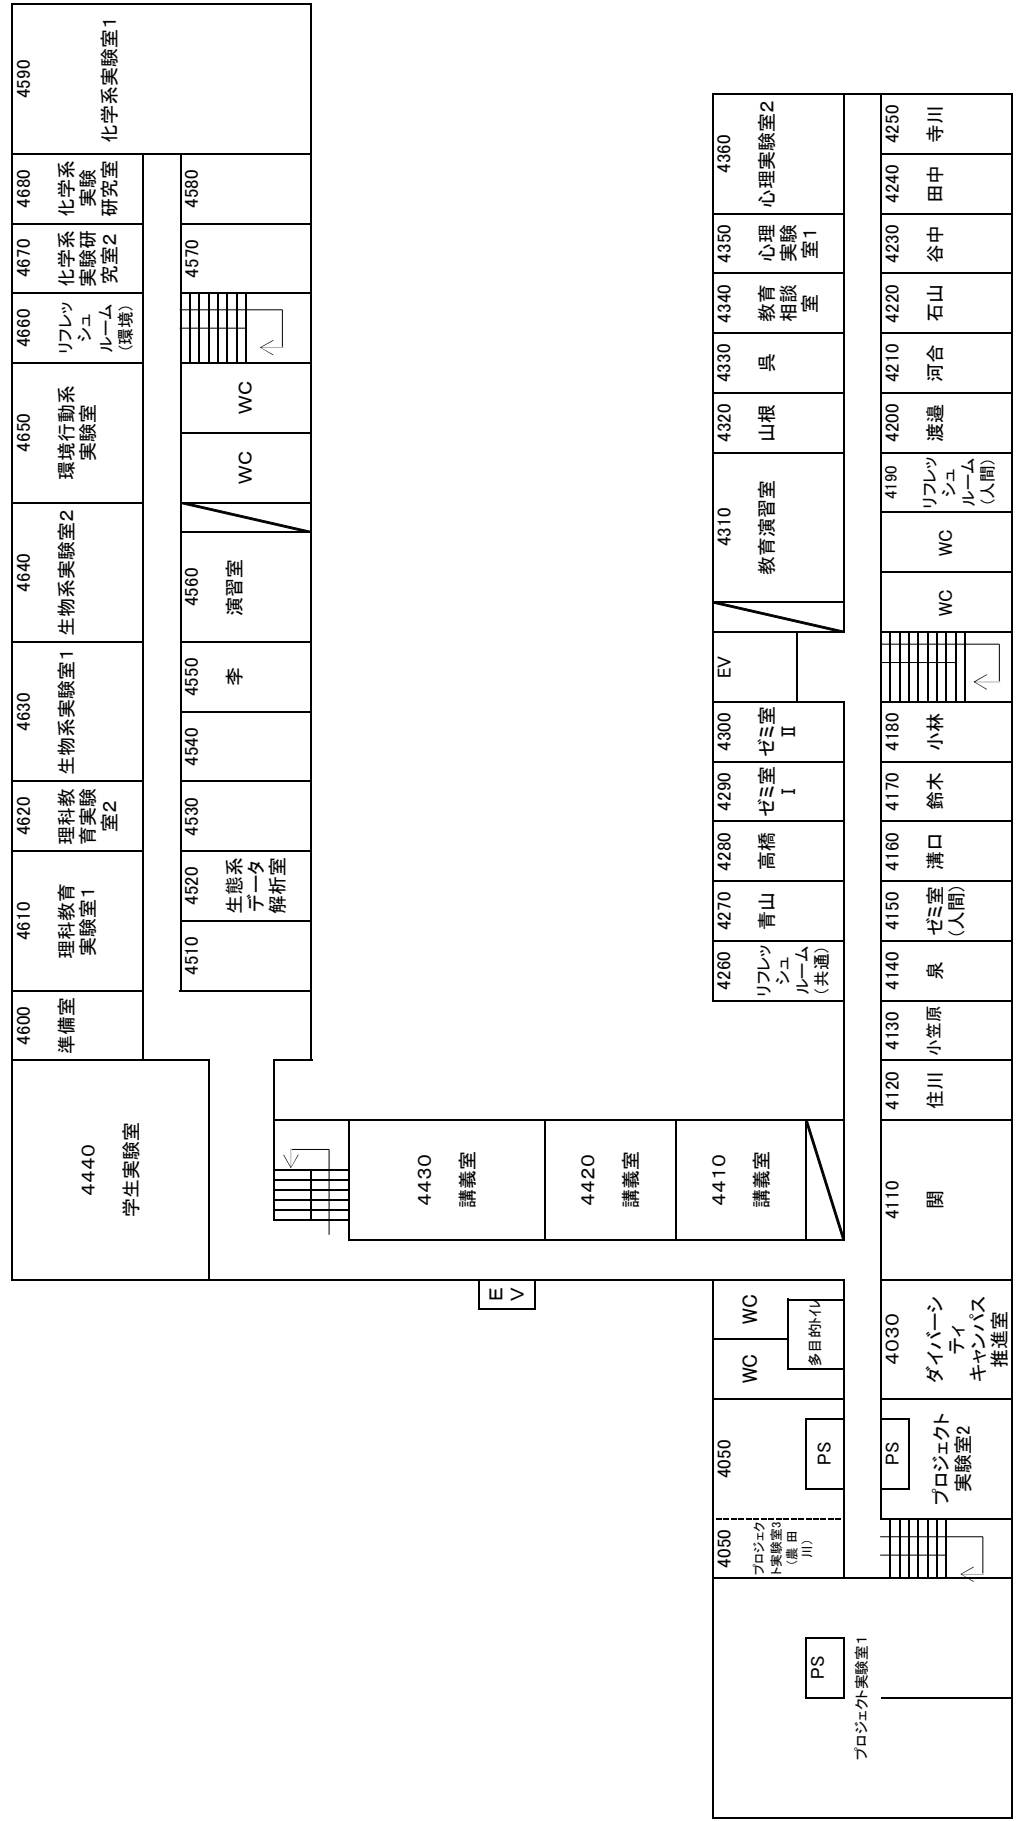 4590
化学系実験室1
4680
化学系
実験
研究室
4670
化学系
実験研
究室2
4660
リフレッ
シュ
ルーム
(環境)
4650
環境行動系
実験室
4640
生物系実験室2
4630
生物系実験室1
4620
理科教
育実験
室2
4610
理科教育
実験室1
4600
準備室
4580
4570
WC
WC
4560
演習室
4550
李
4540
4530
4520
生態系
データ
解析室
4510
4440
学生実験室
4430
講義室
4420
講義室
4410
講義室
E
V
4360
心理実験室2
4350
心理
実験
室1
4340
教育
相談
室
4330
呉
4320
山根
4310
教育演習室
EV
4300
ゼミ室
Ⅱ
4290
ゼミ室
Ⅰ
4280
高橋
4270
青山
4260
リフレッ
シュ
ルーム
(共通)
4250
寺川
4240
田中
4230
谷中
4220
石山
4210
河合
4200
渡邉
4190
リフレッ
シュ
ルーム
(人間)
WC
WC
4180
小林
4170
鈴木
4160
溝口
4150
ゼミ室
(人間)
4140
泉
4130
小笠原
4120
住川
4110
関
WC
WC
多目的トイレ
4030
ダイバーシ
ティ
キャンパス
推進室
4050
PS
PS
プロジェクト
実験室2
4050
プロジェク
ト実験室3
(農 田
川)
PS
プロジェクト実験室1